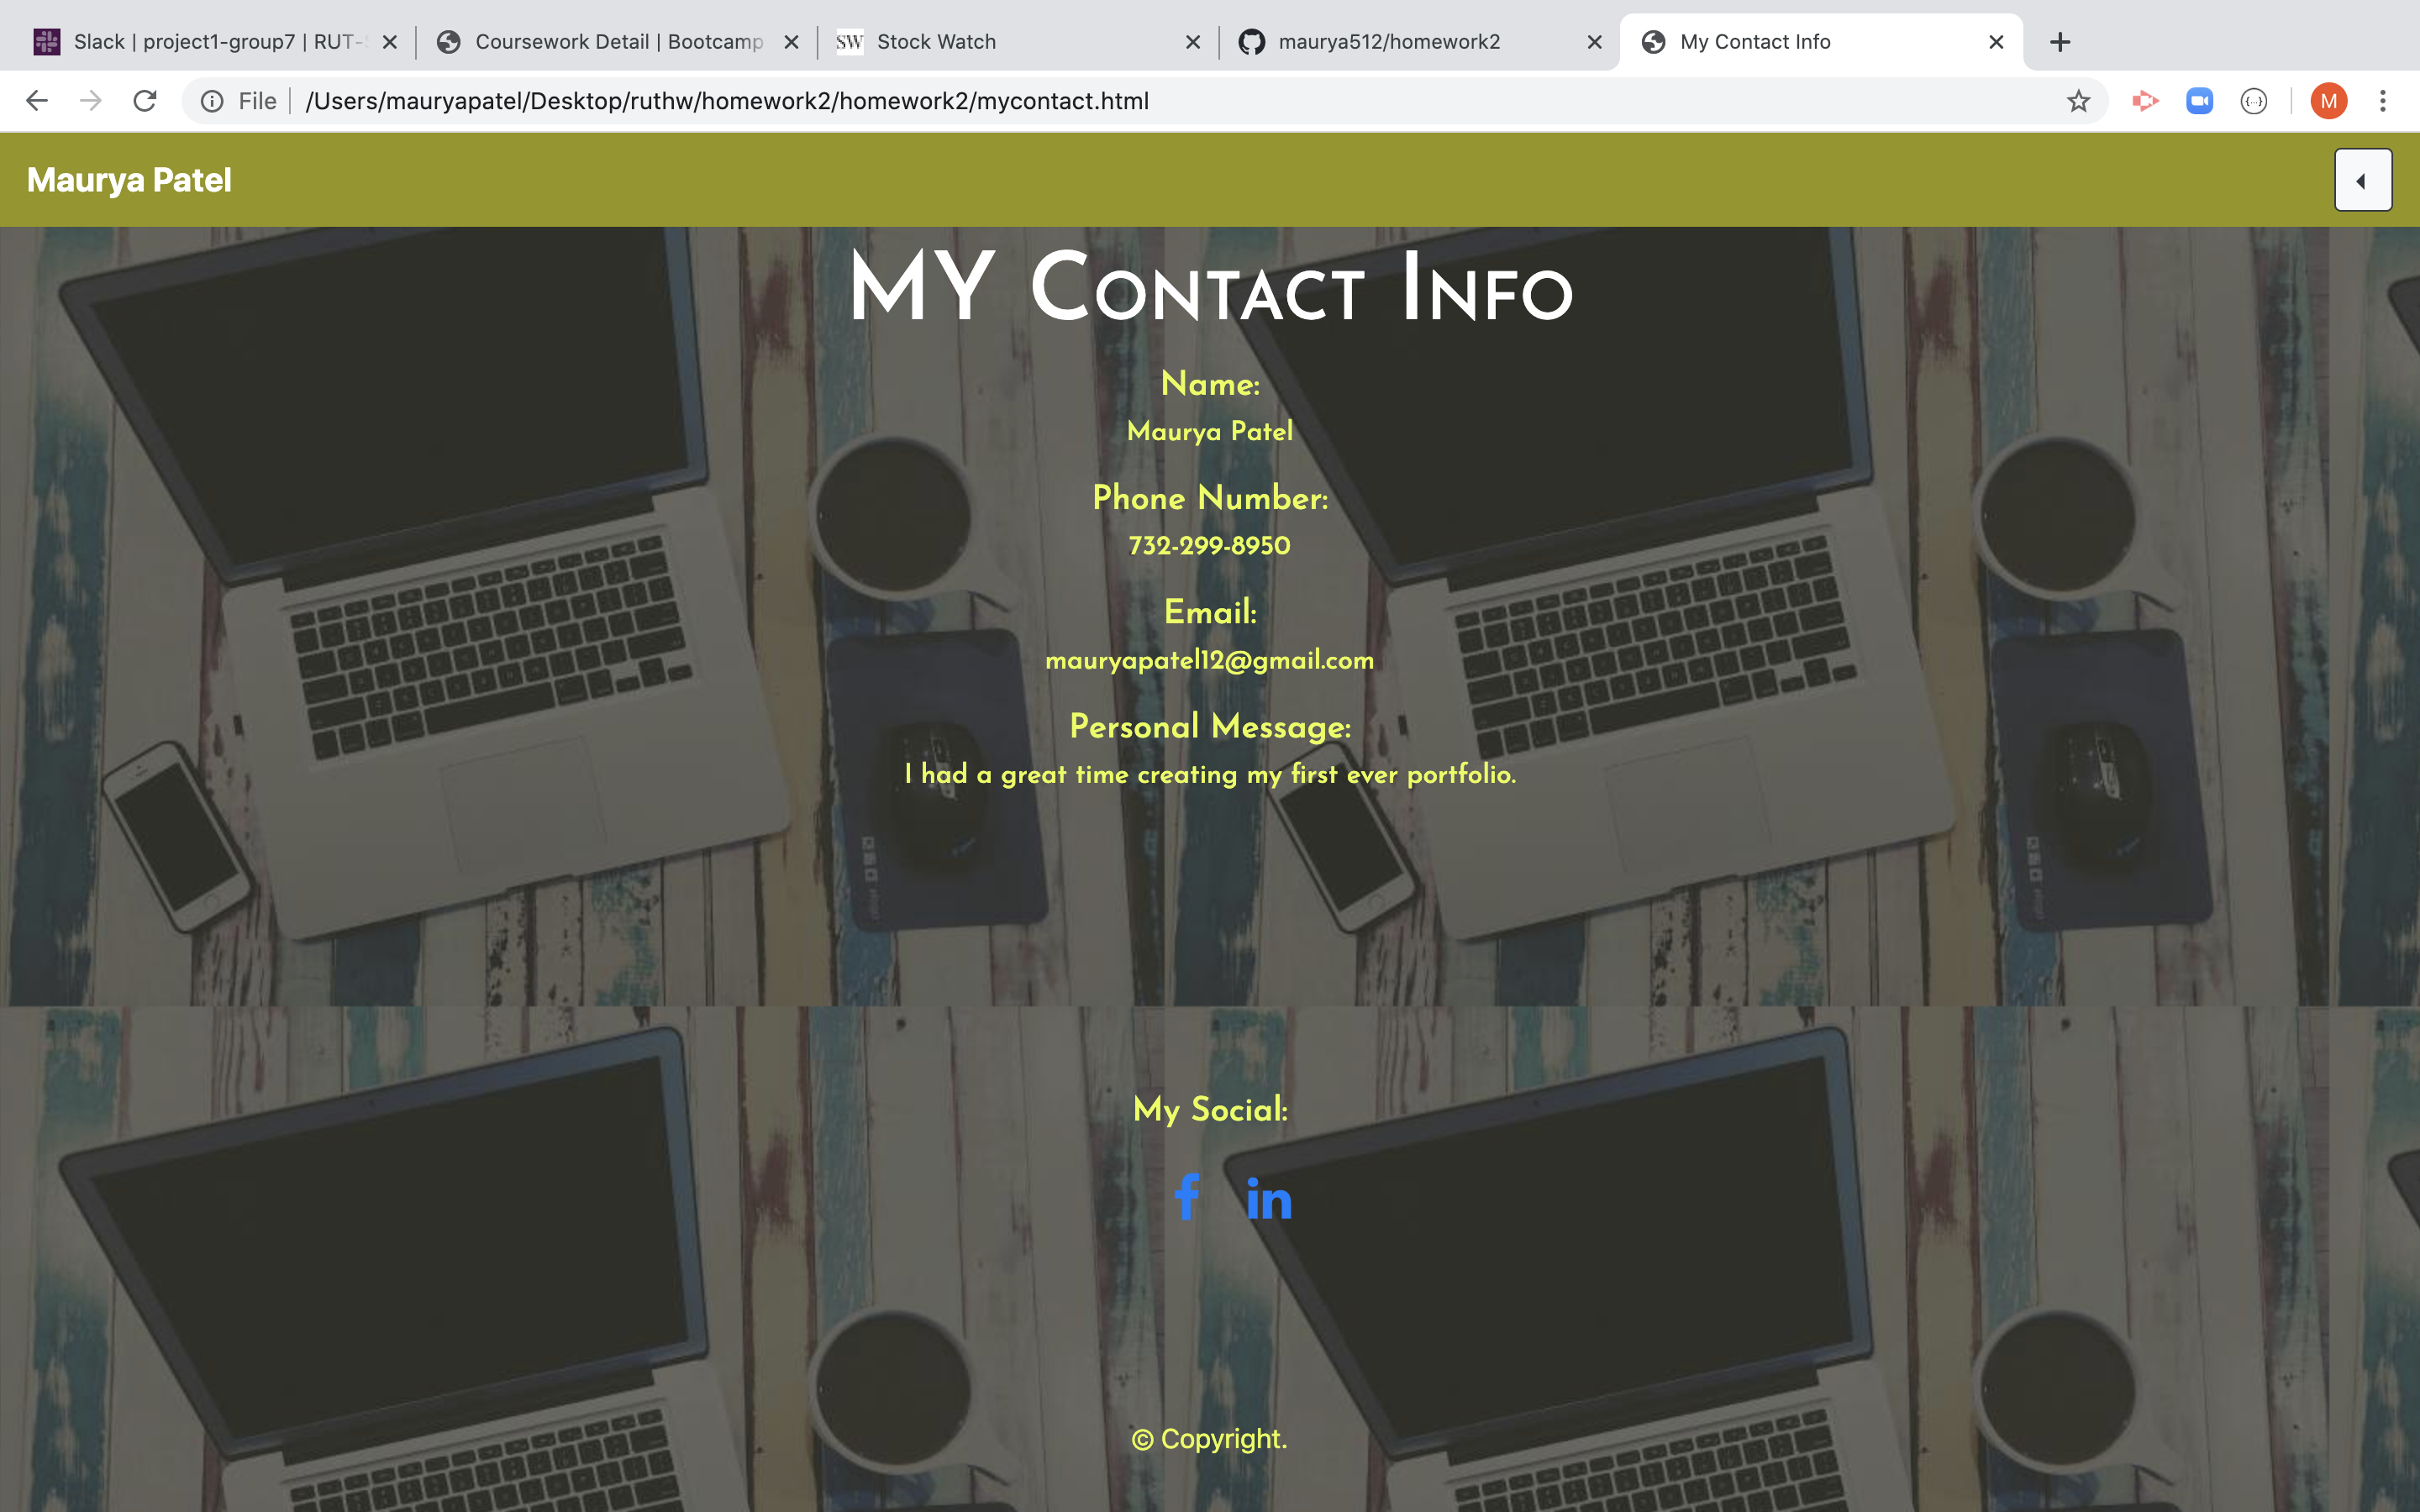 Slack | project1-group7 | RUT-
Coursework Detail | Bootcamp
SW Stock Watch
maurya512/homework2
My Contact Info
File /Users/mauryapatel/Desktop/ruthw/homework2/homework2/mycontact.html
M
Maurya Patel
MY Contact Info
Name:
Maurya Patel
Phone Number:
732-299-8950
Email:
mauryapatel12@gmail.com
Personal Message:
I had a great time creating my first ever portfolio.
My Social:
f in
© Copyright.